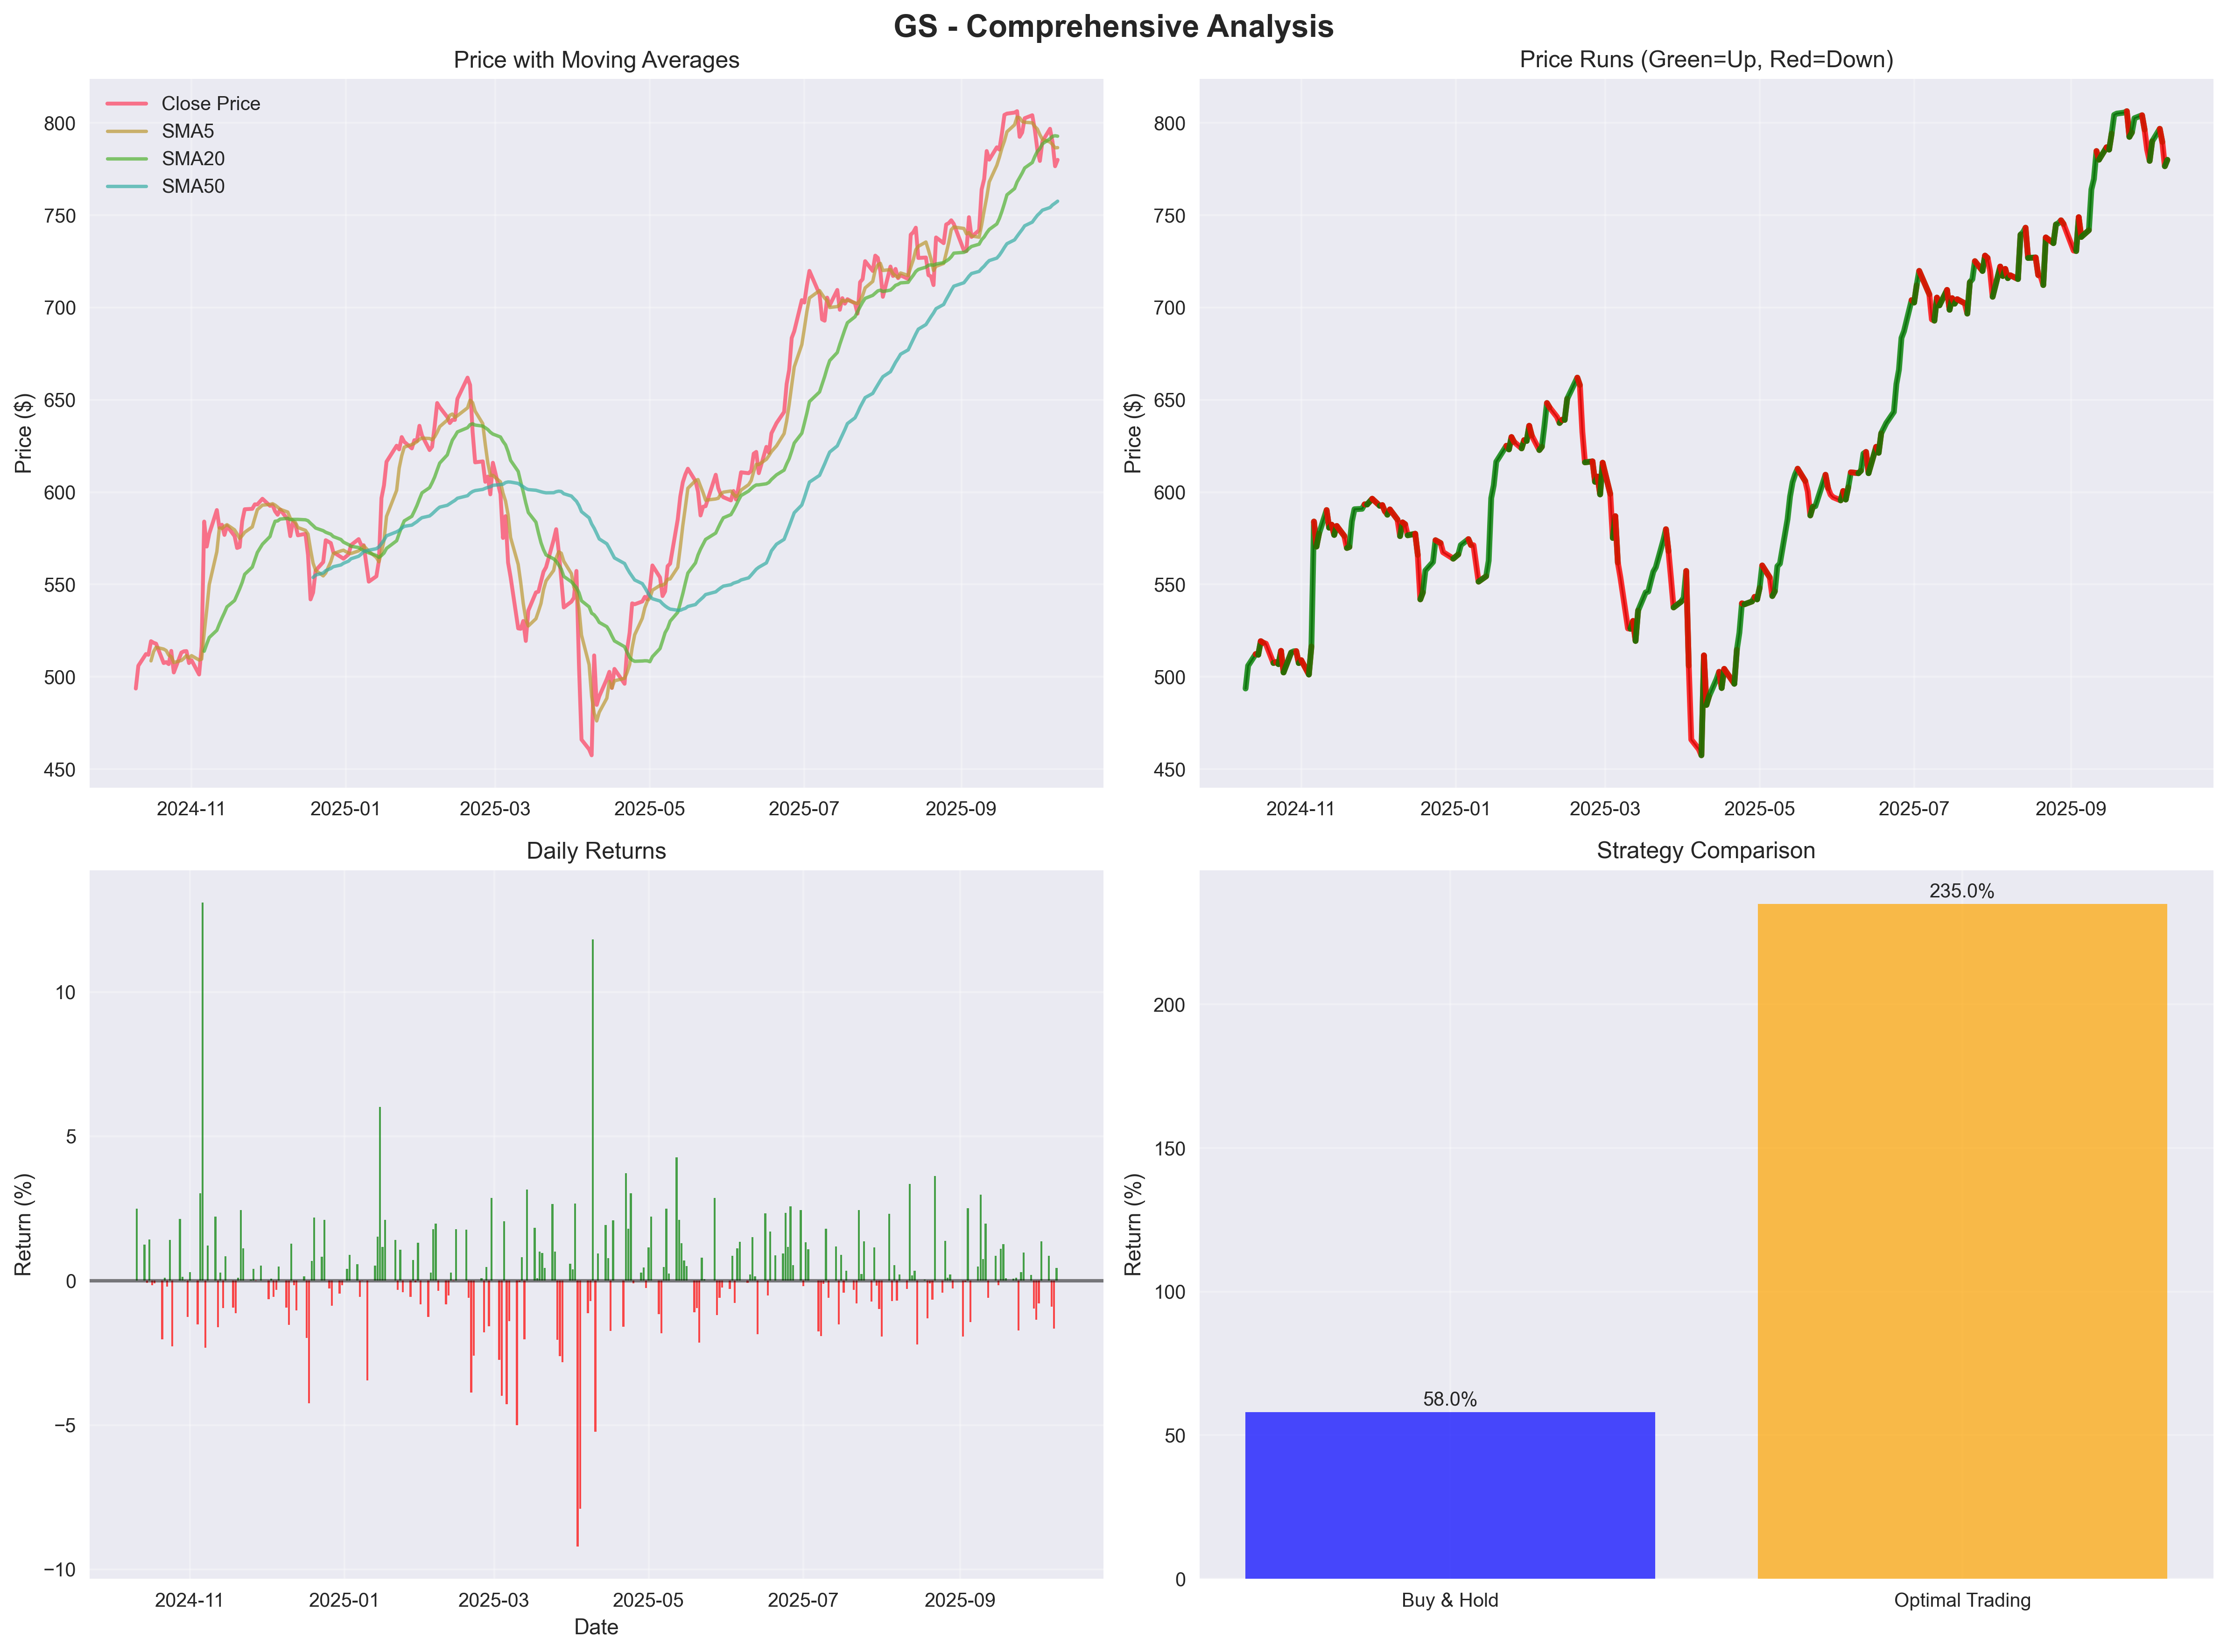 GS - Comprehensive Analysis
Price with Moving Averages
Price ($)
800
750
700
650
600
550
500
450
Close Price
SMA5
SMA20
SMA50
2024-11 2025-01 2025-03 2025-05 2025-07 2025-09
Price Runs (Green=Up, Red=Down)
Price ($)
800
750
700
650
600
550
500
450
2024-11 2025-01 2025-03 2025-05 2025-07 2025-09
Daily Returns
Return (%)
10
5
0
−5
−10
2024-11 2025-01 2025-03 2025-05 2025-07 2025-09
Date
Strategy Comparison
Return (%)
200
150
100
50
0
58.0%
235.0%
Buy & Hold Optimal Trading